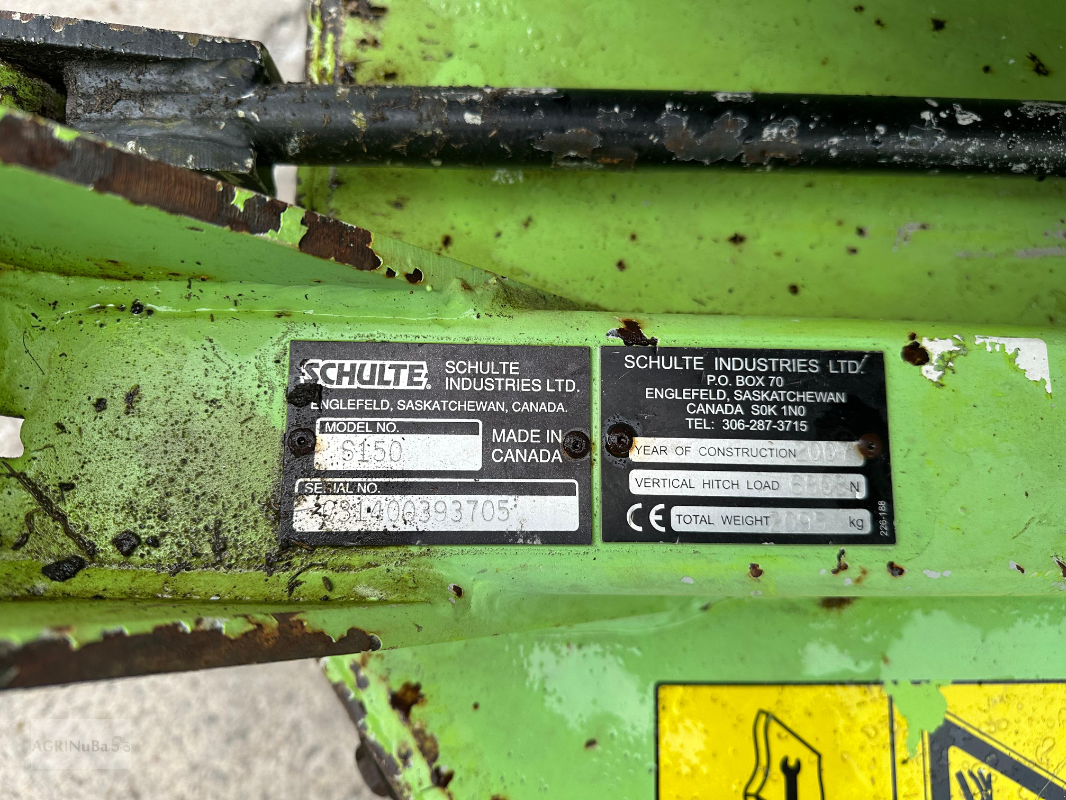 SCHULTE SCHULTE
INDUSTRIES LTD.
ENGLEFELD, SASKATCHEWAN, CANADA.
MODEL NO.
S150
MADE IN
CANADA
SERIAL NO.
SCHULTE INDUSTRIES LTD.
P.O. BOX 70
ENGLEFELD, SASKATCHEWAN
CANADA S0K 1N0
TEL: 306-287-3715
YEAR OF CONSTRUCTION
VERTICAL HITCH LOAD N
CE TOTAL WEIGHT kg
226-188
AGRINuBa